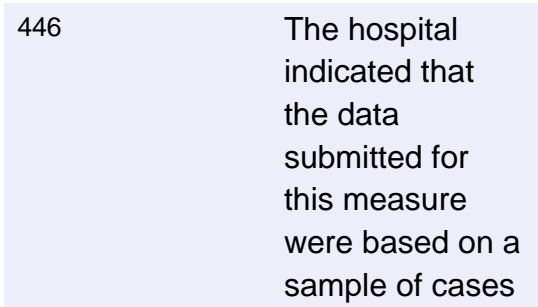 446 The hospital
indicated that
the data
submitted for
this measure
were based on a
sample of cases